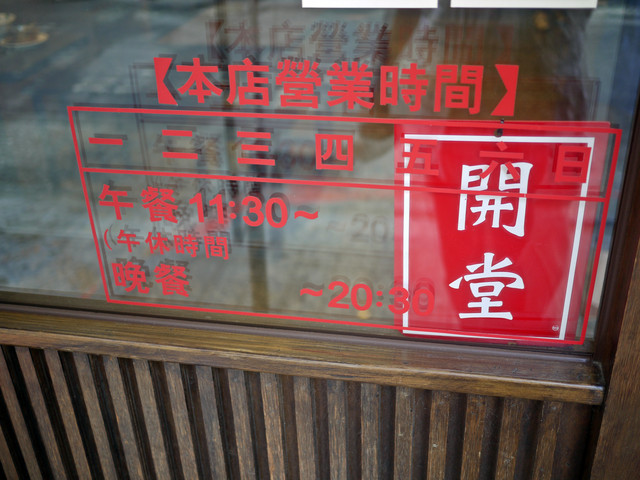 【本店營業時間】
一 二 三 四 五 六 日
午餐 11:30~
(午休時間
晚餐 ~20:30
開堂